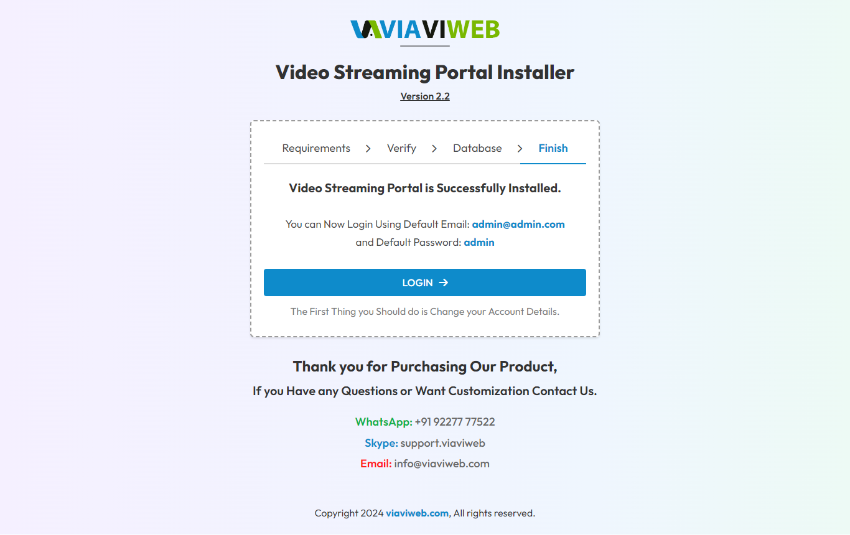 VIAVIWEB
Video Streaming Portal Installer
Version 2.2
Requirements > Verify > Database > Finish
Video Streaming Portal is Successfully Installed.
You can Now Login Using Default Email: admin@admin.com
and Default Password: admin
LOGIN →
The First Thing you Should do is Change your Account Details.
Thank you for Purchasing Our Product,
If you Have any Questions or Want Customization Contact Us.
WhatsApp: +91 92277 77522
Skype: support.viaviweb
Email: info@viaviweb.com
Copyright 2024 viaviweb.com, All rights reserved.